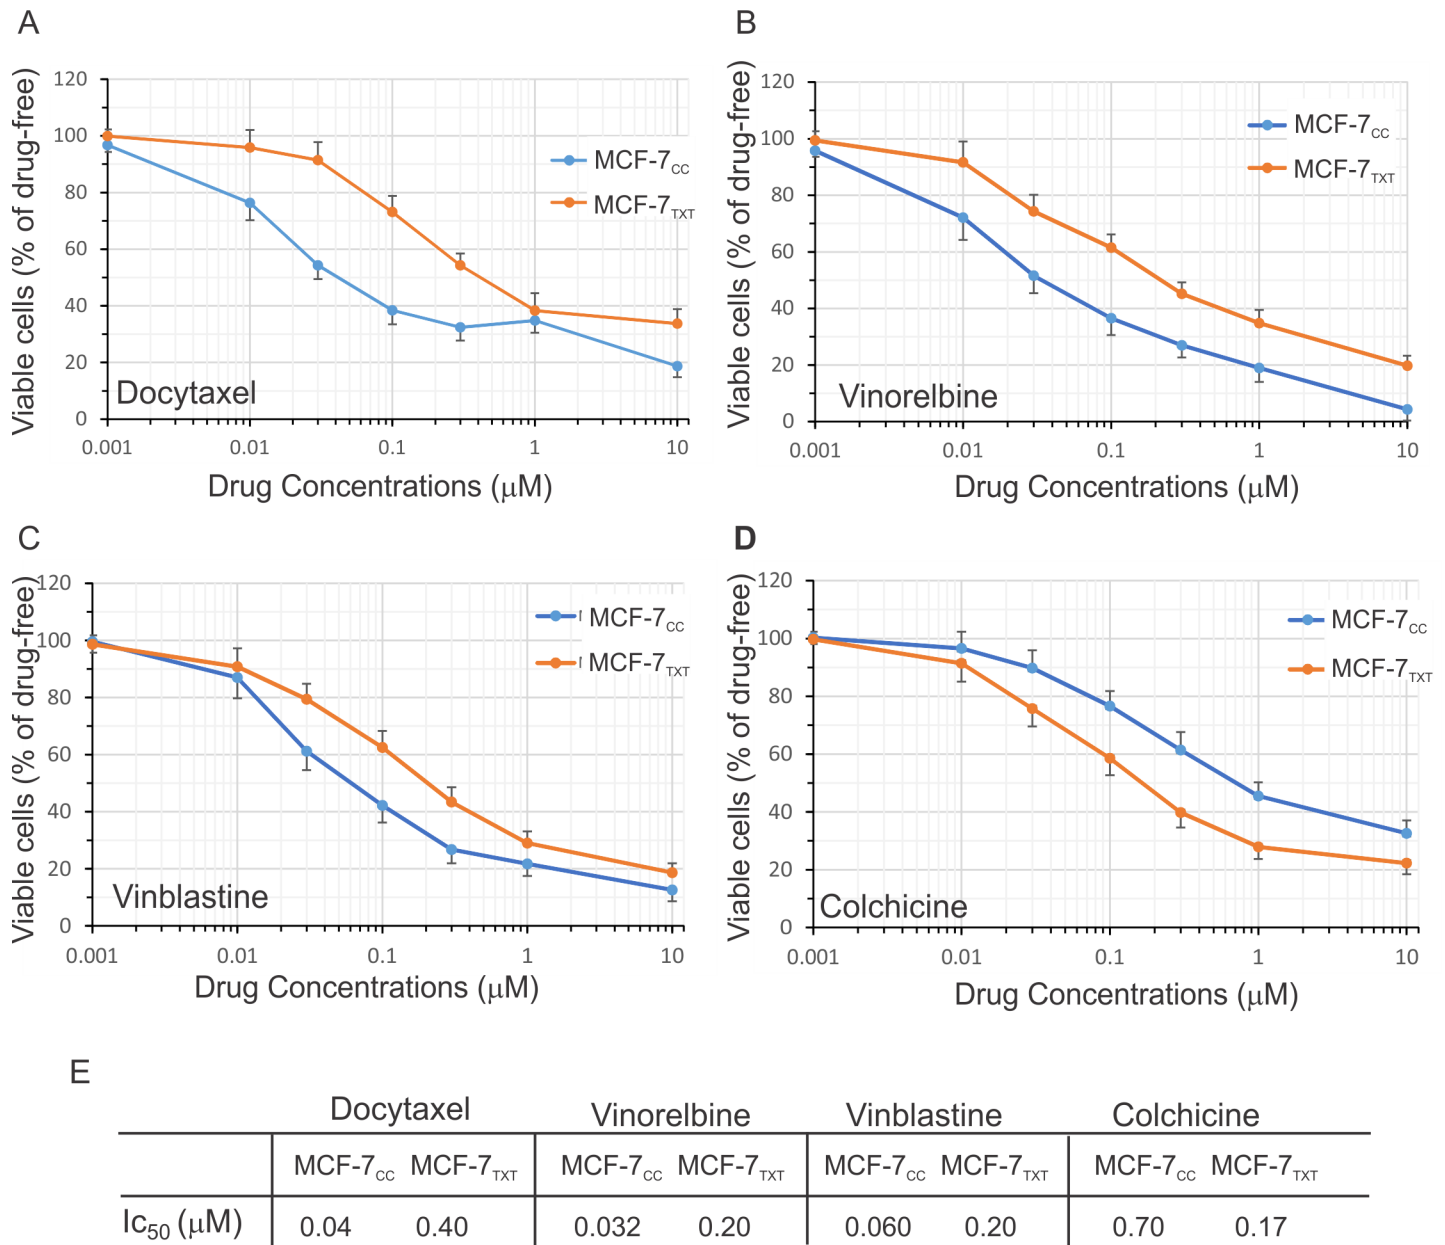 A
Viable cells (% of drug-free)
120
100
80
60
40
20
0
MCF-7CC
MCF-7TXT
Docytaxel
0.001 0.01 0.1 1 10
Drug Concentrations (μM)
B
Viable cells (% of drug-free)
120
100
80
60
40
20
0
MCF-7CC
MCF-7TXT
Vinorelbine
0.001 0.01 0.1 1 10
Drug Concentrations (μM)
C
Viable cells (% of drug-free)
120
100
80
60
40
20
0
MCF-7CC
MCF-7TXT
Vinblastine
0.001 0.01 0.1 1 10
Drug Concentrations (μM)
D
Viable cells (% of drug-free)
120
100
80
60
40
20
0
MCF-7CC
MCF-7TXT
Colchicine
0.001 0.01 0.1 1 10
Drug Concentrations (μM)
E
Docytaxel Vinorelbine Vinblastine Colchicine
MCF-7CC MCF-7TXT MCF-7CC MCF-7TXT MCF-7CC MCF-7TXT MCF-7CC MCF-7TXT
Ic50 (μM) 0.04 0.40 0.032 0.20 0.060 0.20 0.70 0.17